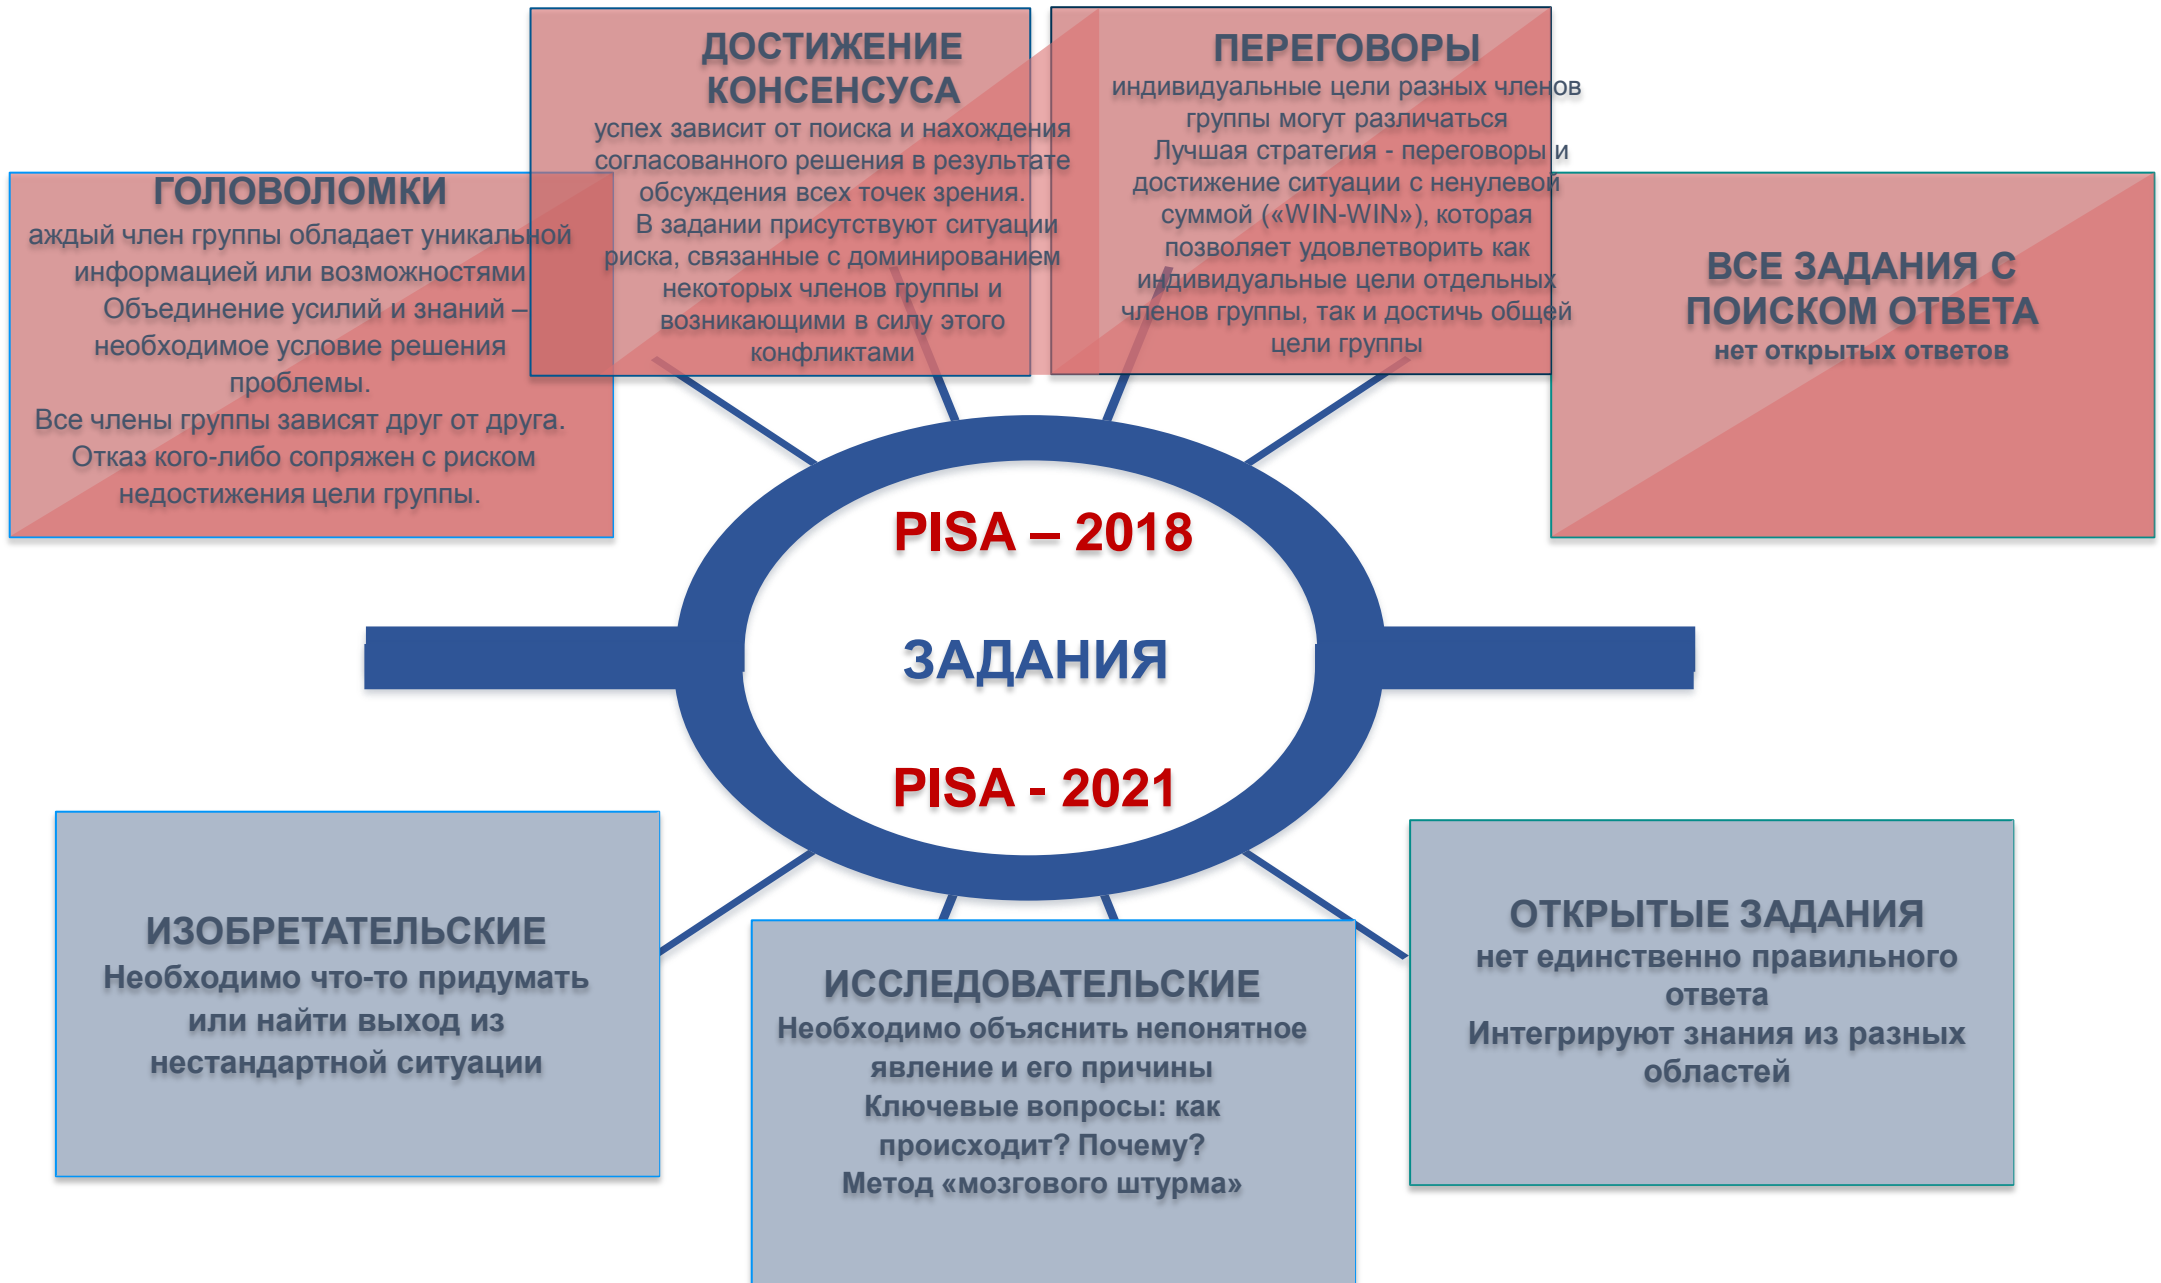 ГОЛОВОЛОМКИ
аждый член группы обладает уникальной
информацией или возможностями
Объединение усилий и знаний –
необходимое условие решения
проблемы.
Все члены группы зависят друг от друга.
Отказ кого-либо сопряжен с риском
недостижения цели группы.
ДОСТИЖЕНИЕ
КОНСЕНСУСА
успех зависит от поиска и нахождения
согласованного решения в результате
обсуждения всех точек зрения.
В задании присутствуют ситуации
риска, связанные с доминированием
некоторых членов группы и
возникающими в силу этого
конфликтами
ПЕРЕГОВОРЫ
индивидуальные цели разных членов
группы могут различаться
Лучшая стратегия - переговоры и
достижение ситуации с ненулевой
суммой («WIN-WIN»), которая
позволяет удовлетворить как
индивидуальные цели отдельных
членов группы, так и достичь общей
цели группы
ВСЕ ЗАДАНИЯ С
ПОИСКОМ ОТВЕТА
нет открытых ответов
PISA – 2018
ЗАДАНИЯ
PISA - 2021
ИЗОБРЕТАТЕЛЬСКИЕ
Необходимо что-то придумать
или найти выход из
нестандартной ситуации
ИССЛЕДОВАТЕЛЬСКИЕ
Необходимо объяснить непонятное
явление и его причины
Ключевые вопросы: как
происходит? Почему?
Метод «мозгового штурма»
ОТКРЫТЫЕ ЗАДАНИЯ
нет единственно правильного
ответа
Интегрируют знания из разных
областей